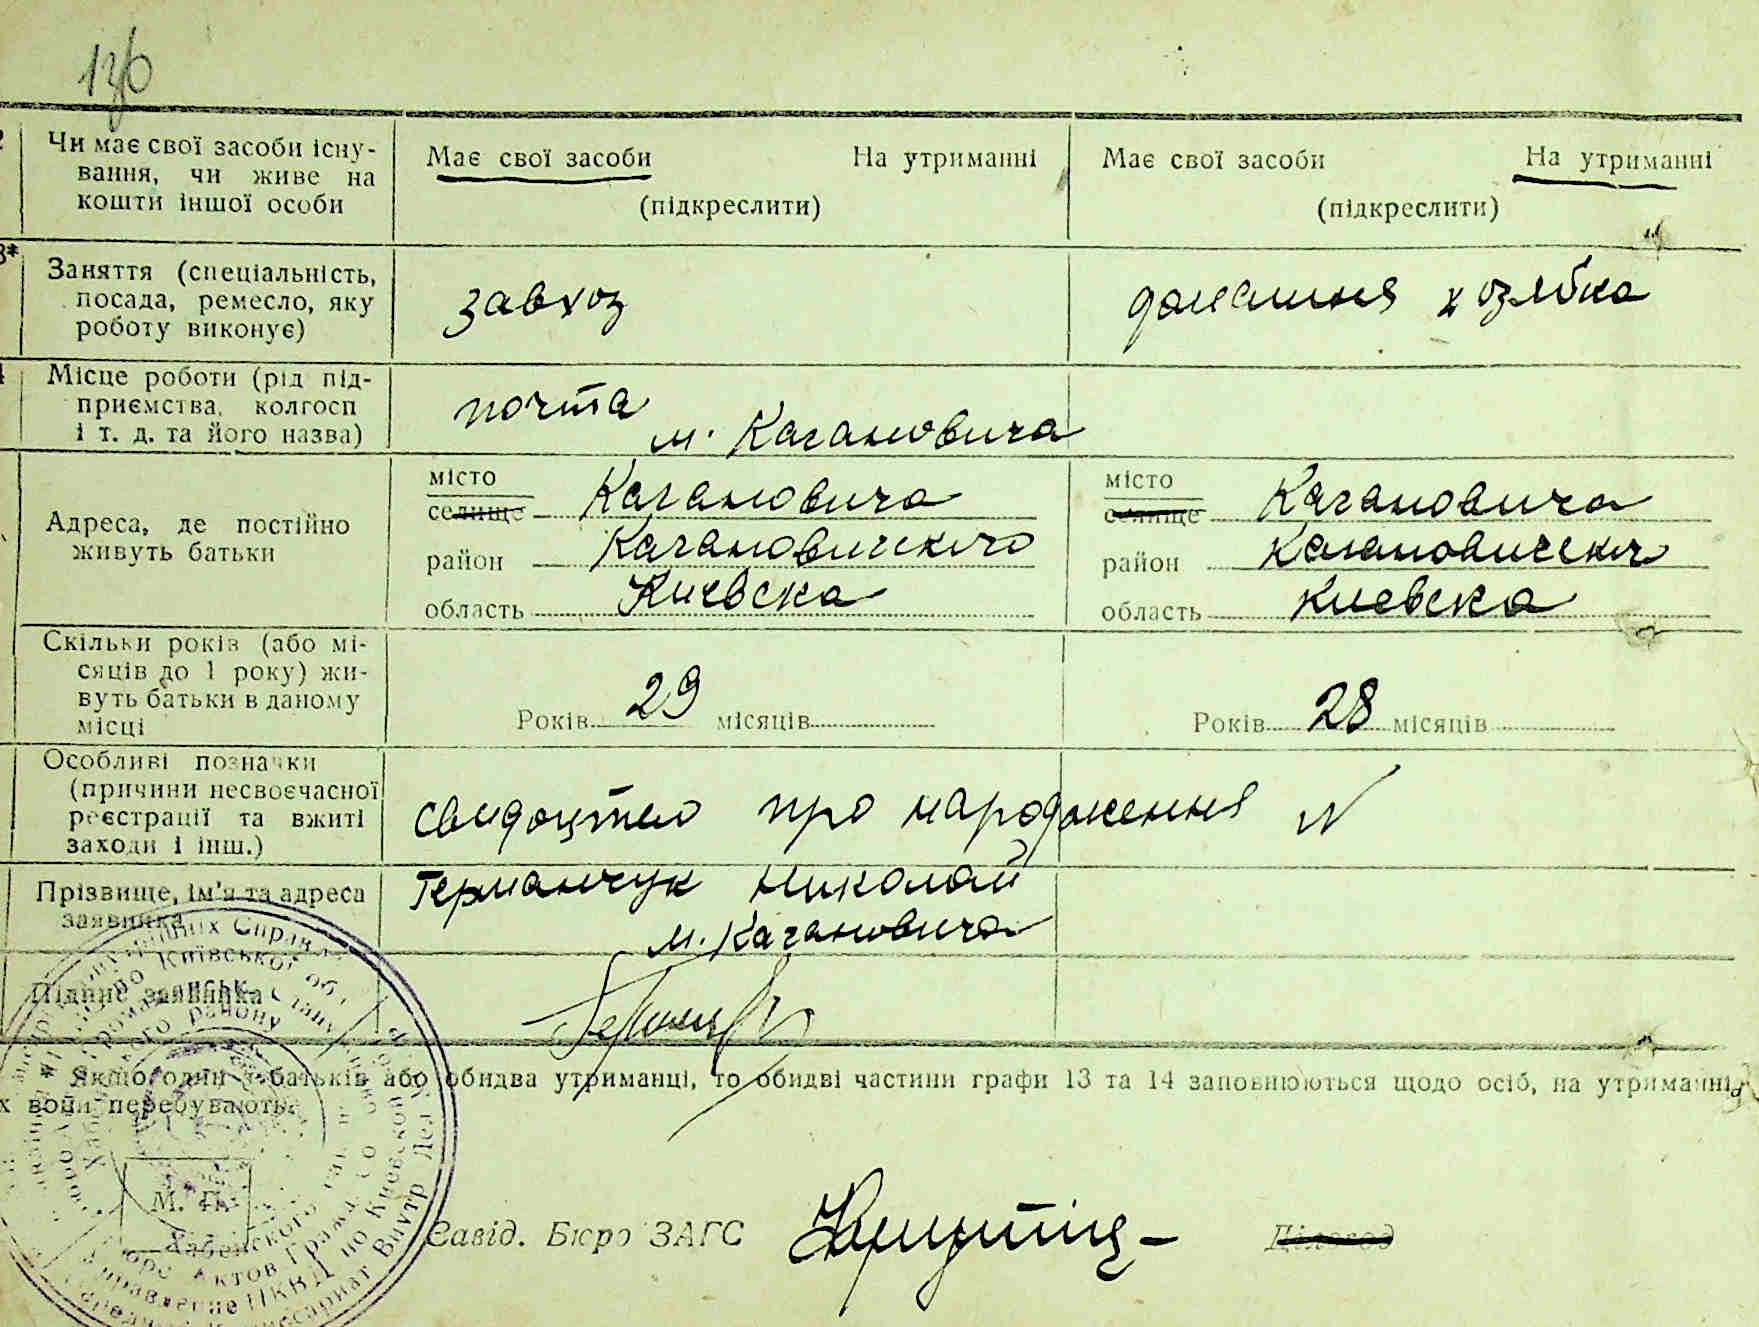 136
Чи має свої засоби існу-
вання, чи живе на
кошти іншої особи
Має свої засоби На утриманні
(підкреслити)
Має свої засоби На утриманні
(підкреслити)
3*
Заняття (спеціальність,
посада, ремесло, яку
роботу виконує)
завхоз
домашня хозяйка
Місце роботи (рід під-
приємства, колгосп
і т. д. та його назва)
почта
м. Кагановича
Адреса, де постійно
живуть батьки
місто
селище Кагановича
район Кагановического
область Киевска
місто
селище Кагановича
район
область Киевска
Скільки років (або мі-
сяців до 1 року) жи-
вуть батьки в даному
місці
Років 29 місяців
Років 28 місяців
Особливі позначки
(причини несвоєчасної
реєстрації та вжиті
заходи і інш.)
свидоцтво про народження N
Прізвище, ім'я та адреса
заявника
Германчук Николай
м. Кагановича
Підпис заявника
Якщо один з батьків або обидва утриманці, то обидві частини графи 13 та 14 заповнюються щодо осіб, на утриманні
х вони перебувають.
М. П.
Завід. Бюро ЗАГС